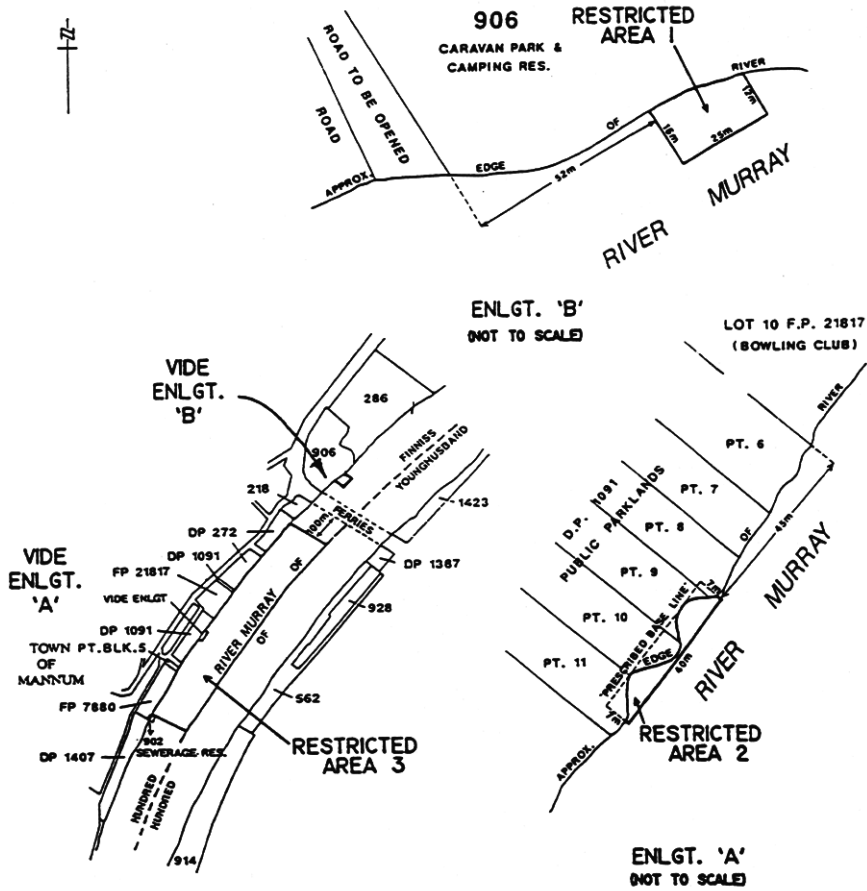 N
906
CARAVAN PARK &
CAMPING RES.
RESTRICTED
AREA 1
ROAD TO BE OPENED
ROAD
APPROX.
EDGE
OF
RIVER
52m
16m
25m
12m
RIVER MURRAY
ENLGT. 'B'
(NOT TO SCALE)
VIDE
ENLGT.
'B'
286
906
FINNISS
YOUNGHUSBAND
218
FERRIES
1423
100m
DP 272
DP 1091
DP 1387
VIDE
ENLGT.
'A'
FP 21817
928
VIDE ENLGT
DP 1091
RIVER MURRAY
OF
OF
TOWN PT.BLK.S
OF
MANNUM
FP 7880
562
902
SEWERAGE RES.
DP 1407
RESTRICTED
AREA 3
HUNDRED
HUNDRED
914
LOT 10 F.P. 21817
(BOWLING CLUB)
RIVER
PT. 6
PT. 7
D.P. 1091
PUBLIC PARKLANDS
PT. 8
OF
45m
PT. 9
7m
MURRAY
"PRESCRIBED BASE LINE"
PT. 10
EDGE
40m
PT. 11
RIVER
7m
RESTRICTED
AREA 2
APPROX.
ENLGT. 'A'
(NOT TO SCALE)